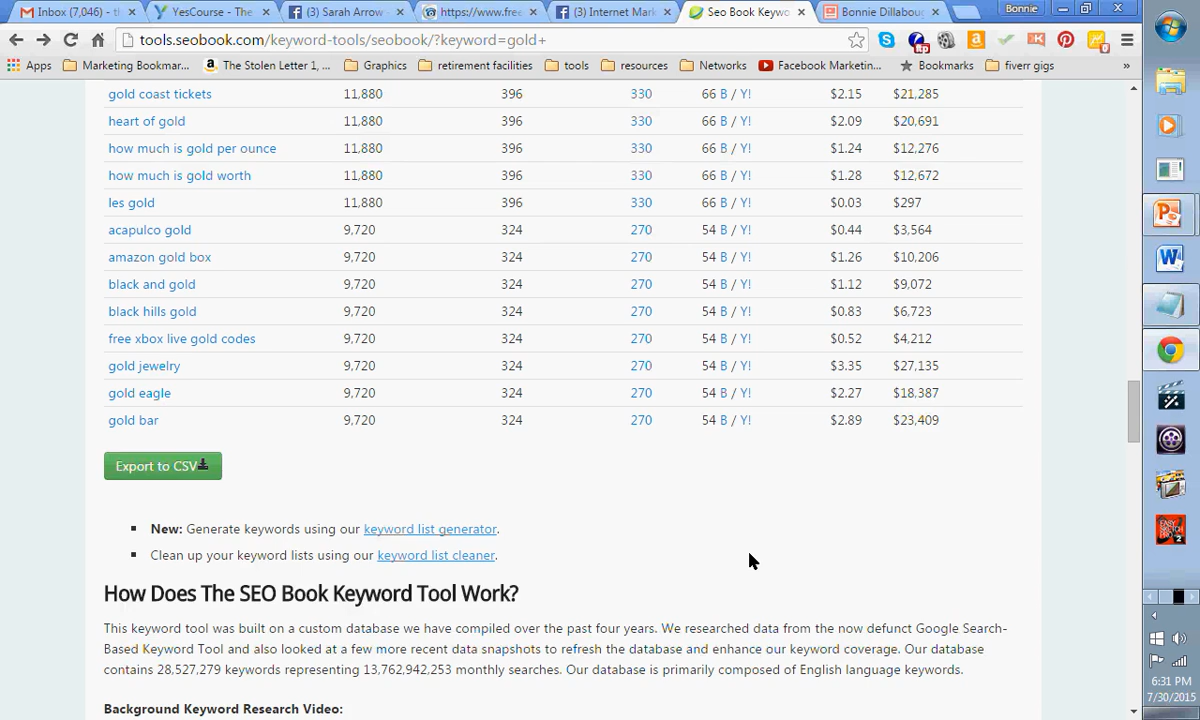 Inbox (7,046) - th
YesCourse - The
(3) Sarah Arrow -
https://www.free
(3) Internet Mark
Seo Book Keywo
Bonnie Dillaboug
Bonnie
tools.seobook.com/keyword-tools/seobook/?keyword=gold+
Apps Marketing Bookmar... The Stolen Letter 1, ... Graphics retirement facilities tools resources Networks Facebook Marketin... Bookmarks fiverr gigs »
gold coast tickets 11,880 396 330 66 B / Y! $2.15 $21,285
heart of gold 11,880 396 330 66 B / Y! $2.09 $20,691
how much is gold per ounce 11,880 396 330 66 B / Y! $1.24 $12,276
how much is gold worth 11,880 396 330 66 B / Y! $1.28 $12,672
les gold 11,880 396 330 66 B / Y! $0.03 $297
acapulco gold 9,720 324 270 54 B / Y! $0.44 $3,564
amazon gold box 9,720 324 270 54 B / Y! $1.26 $10,206
black and gold 9,720 324 270 54 B / Y! $1.12 $9,072
black hills gold 9,720 324 270 54 B / Y! $0.83 $6,723
free xbox live gold codes 9,720 324 270 54 B / Y! $0.52 $4,212
gold jewelry 9,720 324 270 54 B / Y! $3.35 $27,135
gold eagle 9,720 324 270 54 B / Y! $2.27 $18,387
gold bar 9,720 324 270 54 B / Y! $2.89 $23,409
Export to CSV
New: Generate keywords using our keyword list generator.
Clean up your keyword lists using our keyword list cleaner.
How Does The SEO Book Keyword Tool Work?
This keyword tool was built on a custom database we have compiled over the past four years. We researched data from the now defunct Google Search-
Based Keyword Tool and also looked at a few more recent data snapshots to refresh the database and enhance our keyword coverage. Our database
contains 28,527,279 keywords representing 13,762,942,253 monthly searches. Our database is primarily composed of English language keywords.
Background Keyword Research Video:
6:31 PM
7/30/2015